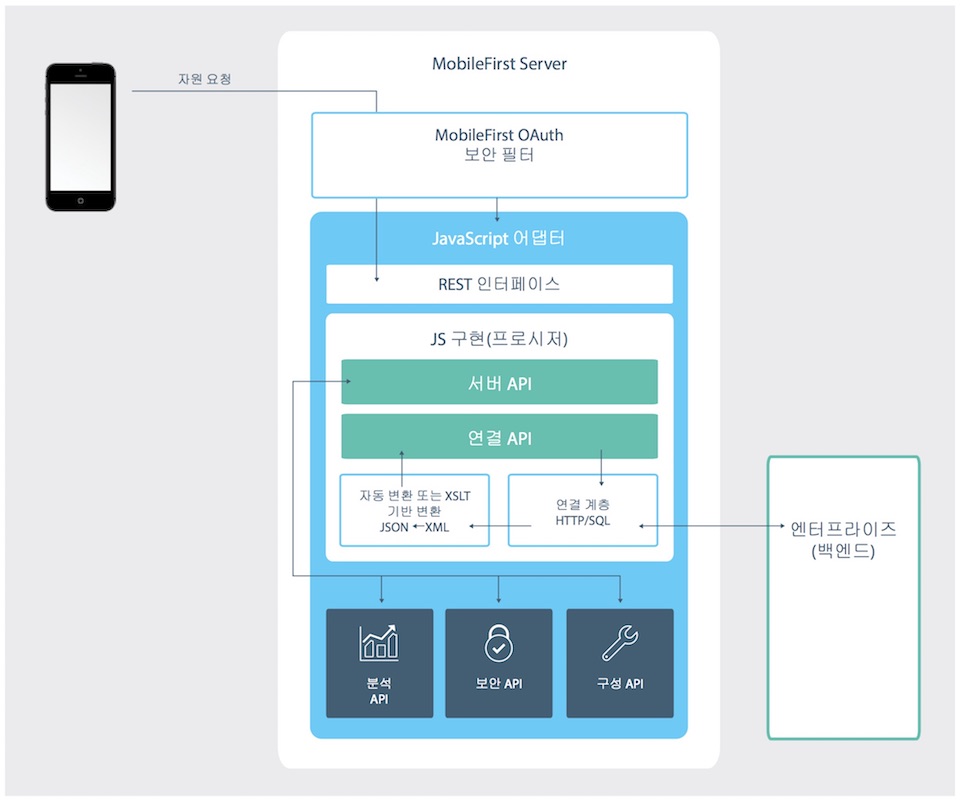 MobileFirst Server
자원 요청
MobileFirst OAuth
보안 필터
JavaScript 어댑터
REST 인터페이스
JS 구현(프로시저)
서버 API
연결 API
자동 변환 또는 XSLT
기반 변환
JSON ← XML
연결 계층
HTTP/SQL
엔터프라이즈
(백엔드)
분석
API
보안 API
구성 API